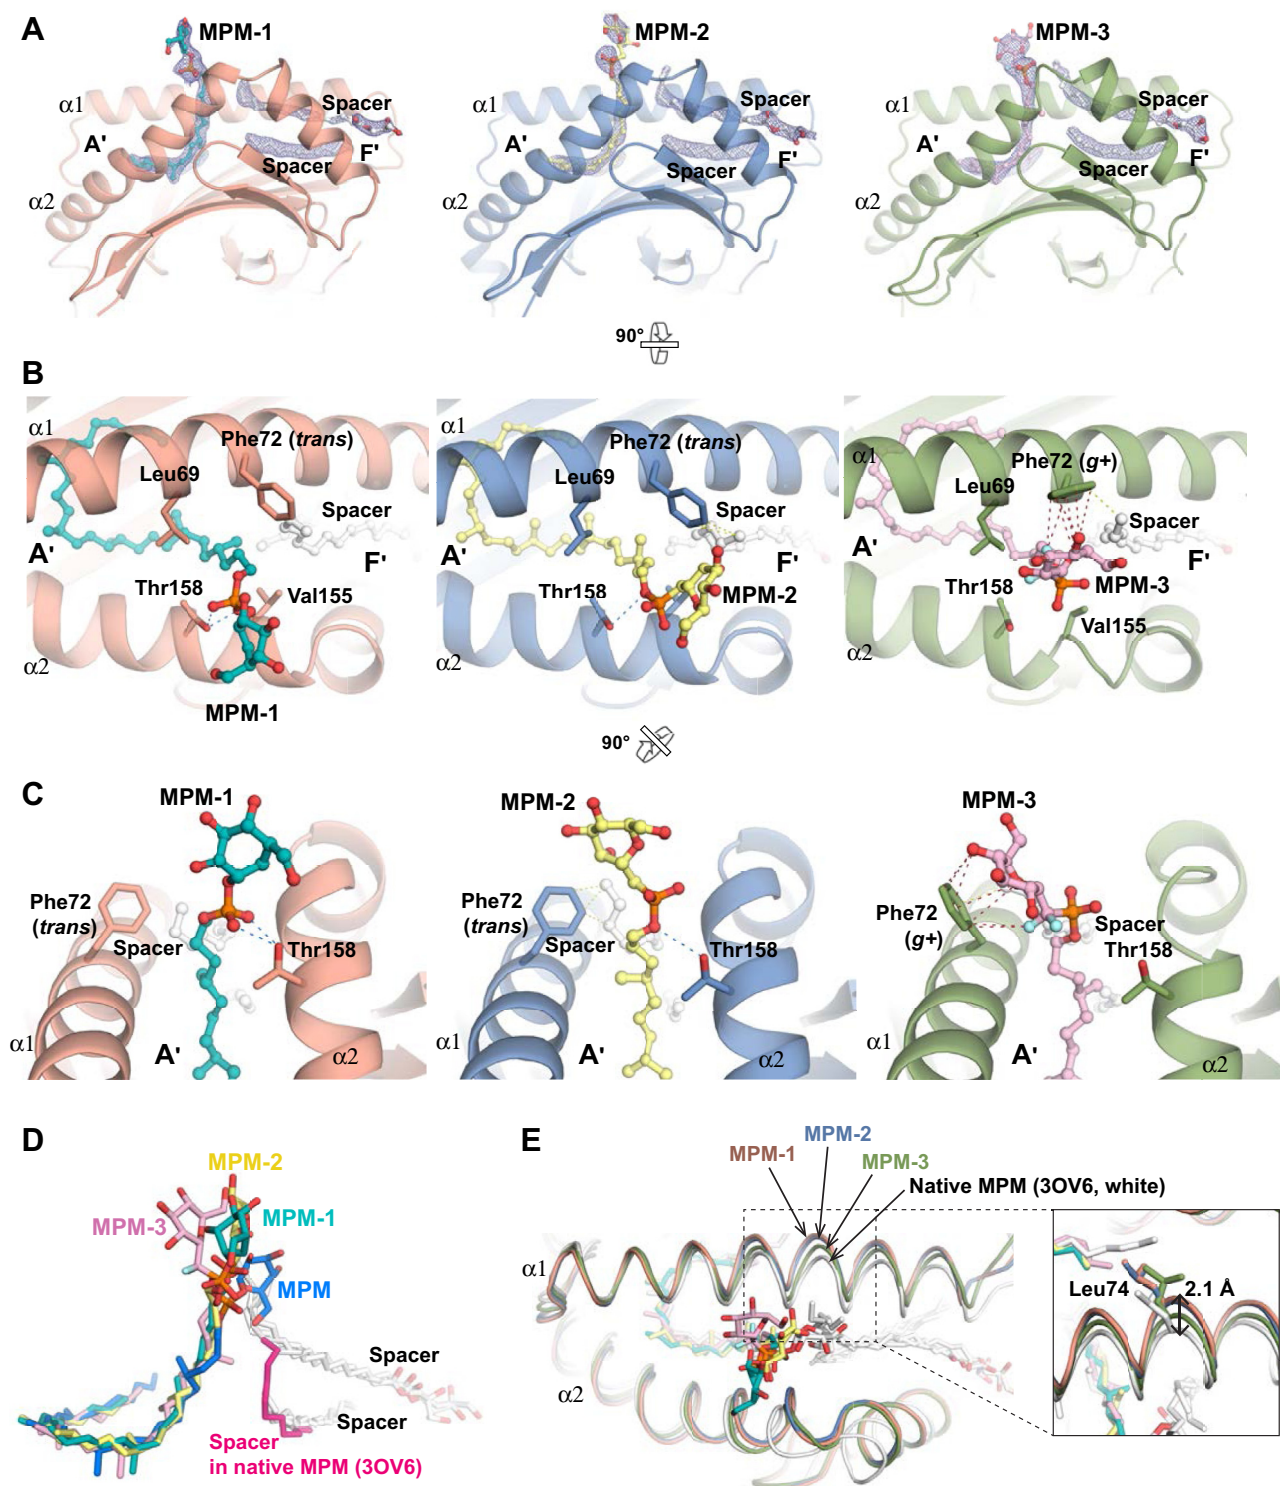 A
MPM-1
α1
A'
α2
Spacer
Spacer
F'
MPM-2
A'
Spacer
Spacer
F'
MPM-3
α1
A'
α2
Spacer
Spacer
F'
90°
B
α1
Phe72 (trans)
Leu69
Spacer
A'
F'
Thr158
Val155
α2
MPM-1
Phe72 (trans)
Leu69
Spacer
A'
F'
Thr158
MPM-2
α2
α1
Phe72 (g+)
Leu69
Spacer
A'
F'
Thr158
MPM-3
Val155
α2
90°
C
MPM-1
Phe72
(trans)
Spacer
Thr158
α1
A'
α2
MPM-2
Phe72
(trans)
Spacer
Thr158
α1
A'
α2
MPM-3
Phe72
(g+)
Spacer
Thr158
α1
A'
α2
D
MPM-2
MPM-3
MPM-1
MPM
Spacer
Spacer
Spacer
in native MPM (3OV6)
E
MPM-2
MPM-1
MPM-3
Native MPM (3OV6, white)
α1
α2
Leu74
2.1 Å